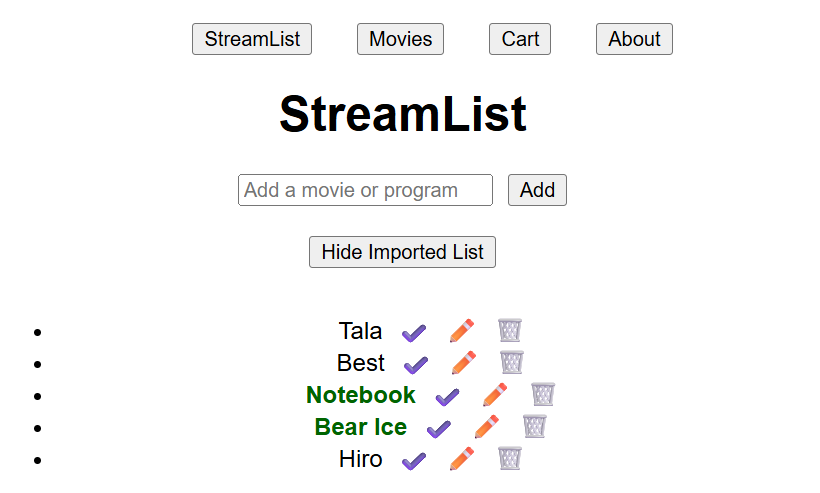 StreamList Movies Cart About
StreamList
Add a movie or program Add
Hide Imported List
Tala
Best
Notebook
Bear Ice
Hiro